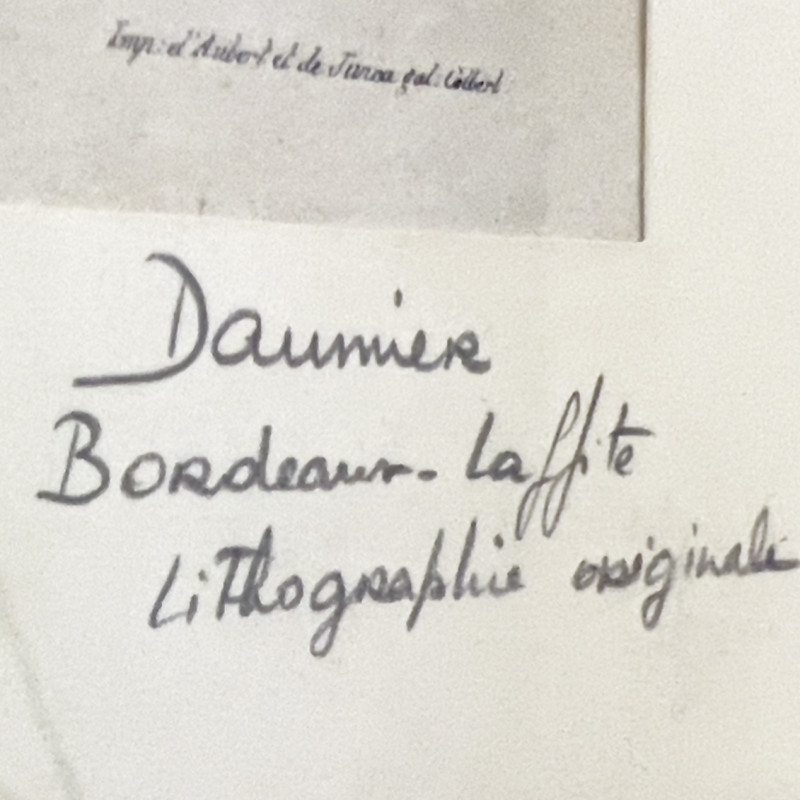 Imp: d'Aubert et de Junca gal: Colbert
Daumier
Bordeaux - Laffite
Lithographie originale